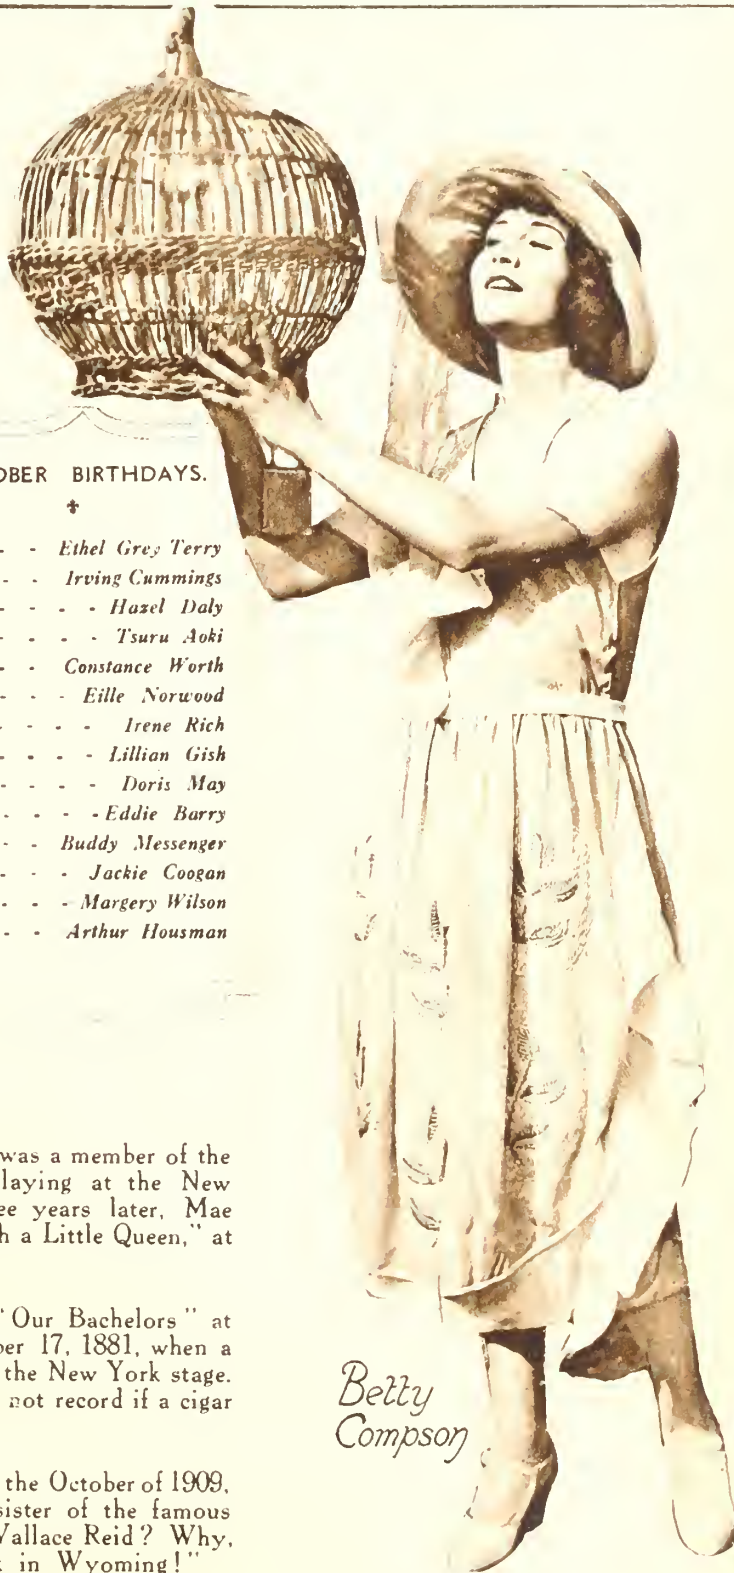 OBER BIRTHDAYS.
- - Ethel Grey Terry
- - Irving Cummings
- - - - Hazel Daly
- - - - Tsuru Aoki
- - Constance Worth
- - - Eille Norwood
- - - - Irene Rich
- - - - - Lillian Gish
- - - - Doris May
- - - - - Eddie Barry
- - Buddy Messenger
- - - Jackie Coogan
- - - Margery Wilson
- - Arthur Housman
was a member of the
laying at the New
ee years later, Mae
h a Little Queen," at
"Our Bachelors" at
ber 17, 1881, when a
the New York stage.
not record if a cigar
the October of 1909,
sister of the famous
Wallace Reid? Why,
in Wyoming!"
Betty
Compson